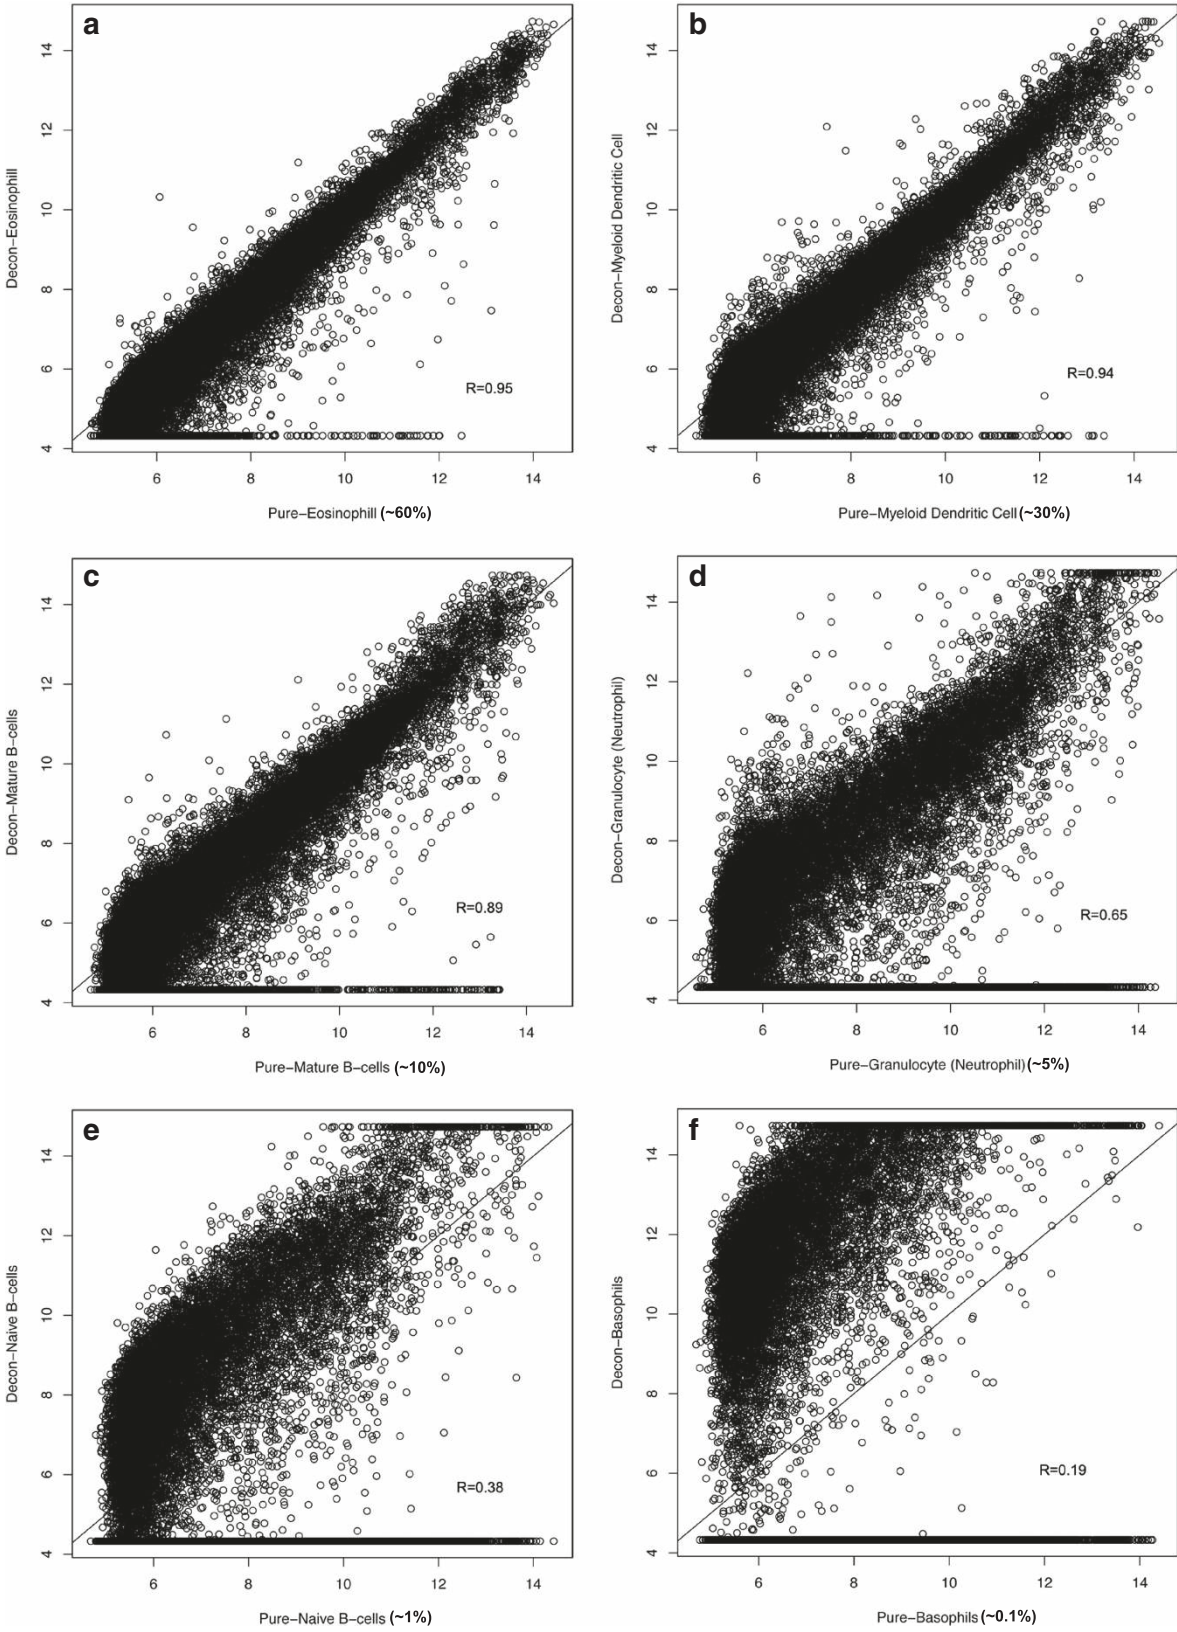 a
14
12
10
8
6
4
Decon-Eosinophill
R=0.95
6 8 10 12 14
Pure-Eosinophill (~60%)
b
14
12
10
8
6
4
Decon-Myeloid Dendritic Cell
R=0.94
6 8 10 12 14
Pure-Myeloid Dendritic Cell (~30%)
c
14
12
10
8
6
4
Decon-Mature B-cells
R=0.89
6 8 10 12 14
Pure-Mature B-cells (~10%)
d
14
12
10
8
6
4
Decon-Granulocyte (Neutrophil)
R=0.65
6 8 10 12 14
Pure-Granulocyte (Neutrophil) (~5%)
e
14
12
10
8
6
4
Decon-Naive B-cells
R=0.38
6 8 10 12 14
Pure-Naive B-cells (~1%)
f
14
12
10
8
6
4
Decon-Basophils
R=0.19
6 8 10 12 14
Pure-Basophils (~0.1%)